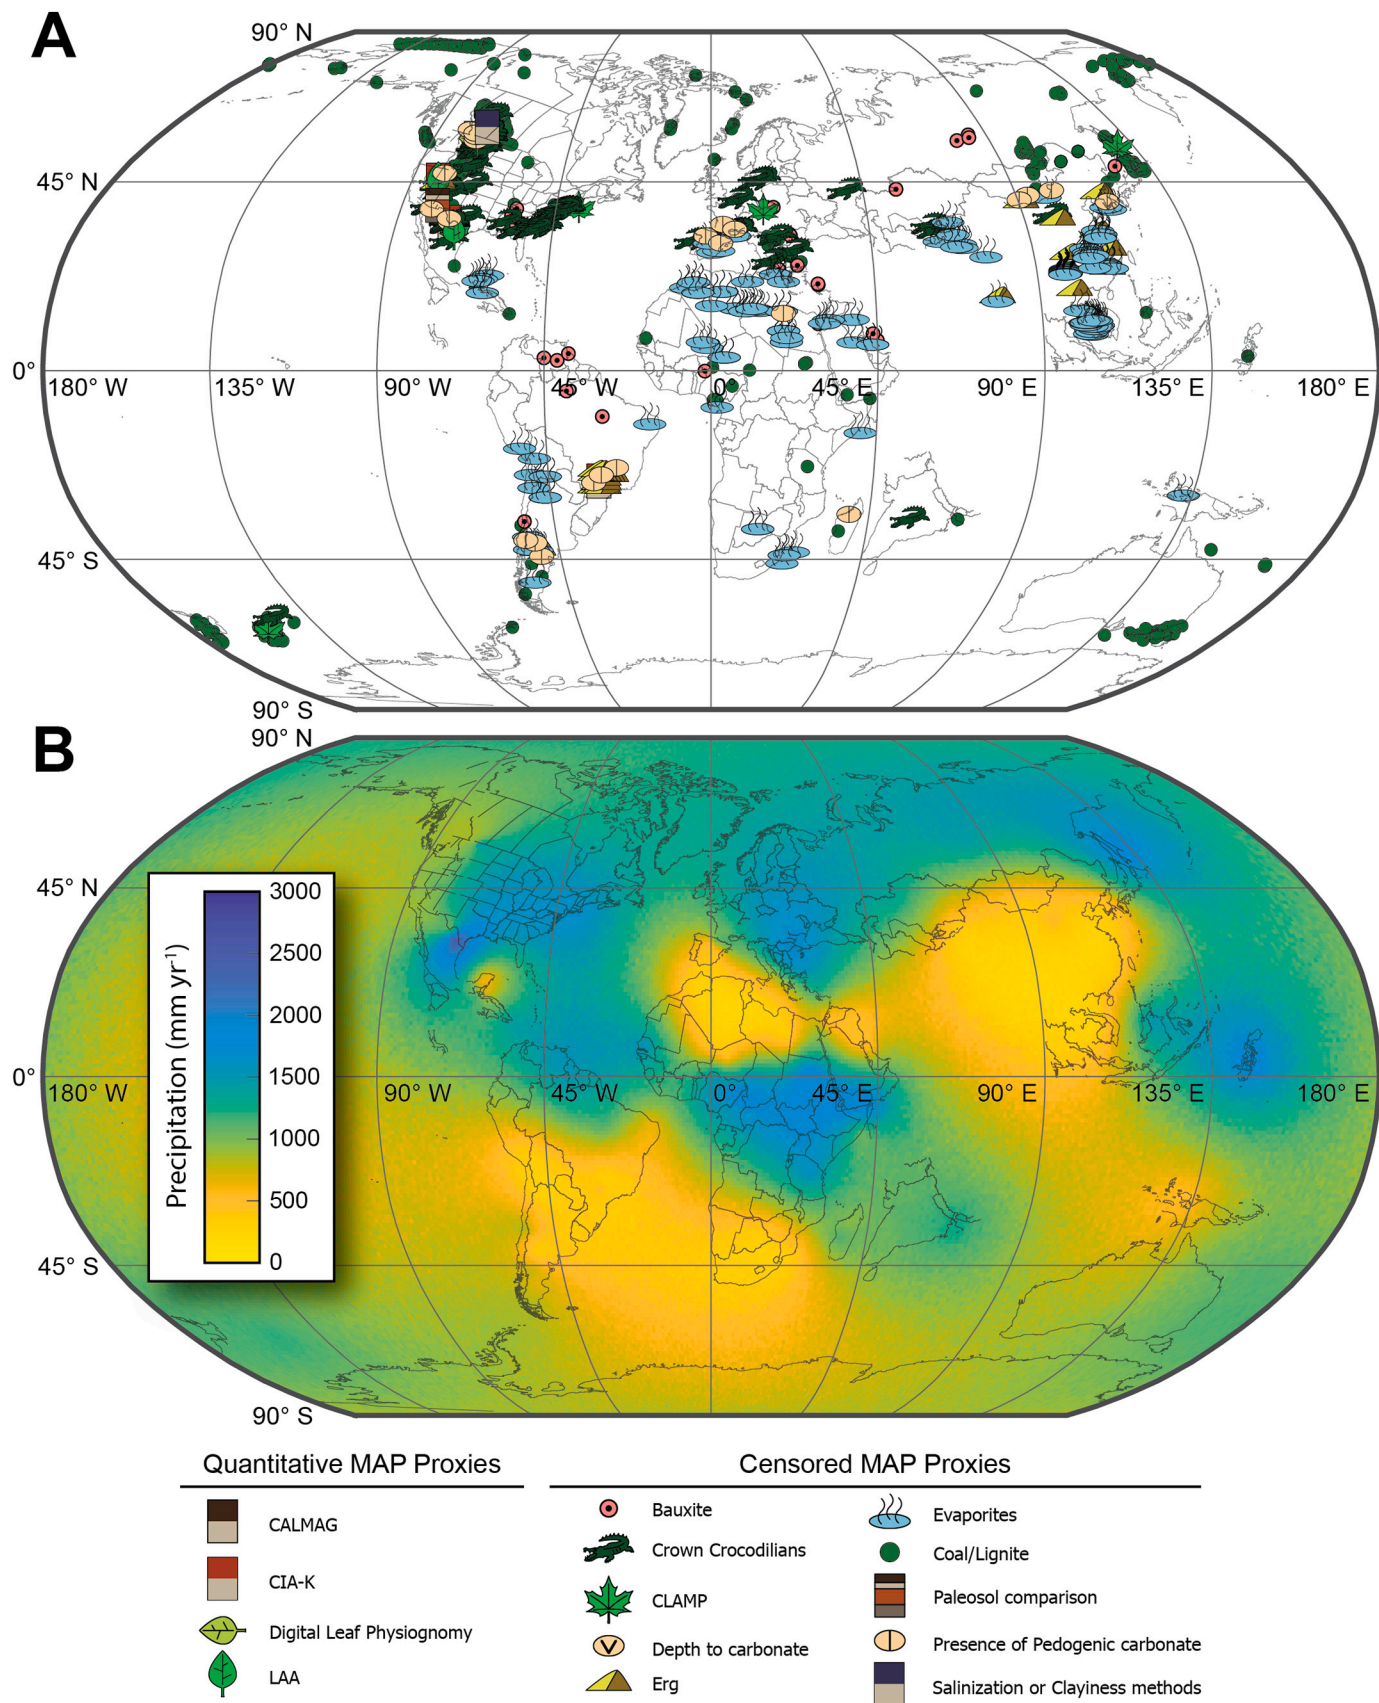 A
90° N
45° N
0°
180° W
135° W
90° W
45° W
0°
45° E
90° E
135° E
180° E
45° S
90° S
B
90° N
45° N
0°
180° W
90° W
45° W
0°
45° E
90° E
135° E
180° E
45° S
90° S
Precipitation (mm yr⁻¹)
3000
2500
2000
1500
1000
500
0
Quantitative MAP Proxies
CALMAG
CIA-K
Digital Leaf Physiognomy
LAA
Censored MAP Proxies
Bauxite
Crown Crocodilians
CLAMP
Depth to carbonate
Erg
Evaporites
Coal/Lignite
Paleosol comparison
Presence of Pedogenic carbonate
Salinization or Clayiness methods